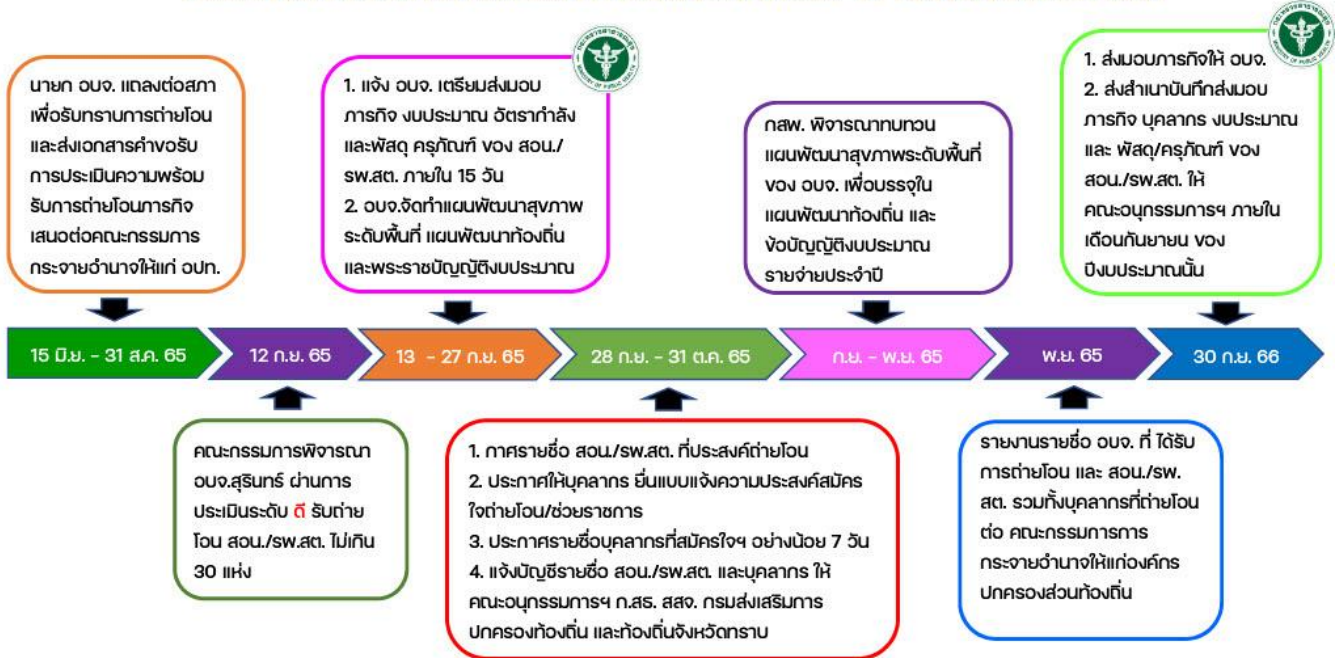 นายก อบจ. แถลงต่อสภา
เพื่อรับทราบการถ่ายโอน
และส่งเอกสารคำขอรับ
การประเมินความพร้อม
รับการถ่ายโอนภารกิจ
เสนอต่อคณะกรรมการ
กระจายอำนาจให้แก่ อปท.
1. แจ้ง อบจ. เตรียมส่งมอบ
ภารกิจ งบประมาณ อัตรากำลัง
และพัสดุ ครุภัณฑ์ ของ สอน./
รพ.สต. ภายใน 15 วัน
2. อบจ.จัดทำแผนพัฒนาสุขภาพ
ระดับพื้นที่ แผนพัฒนาท้องถิ่น
และพระราชบัญญัติงบประมาณ
กสพ. พิจารณาทบทวน
แผนพัฒนาสุขภาพระดับพื้นที่
ของ อบจ. เพื่อบรรจุใน
แผนพัฒนาท้องถิ่น และ
ข้อบัญญัติงบประมาณ
รายจ่ายประจำปี
1. ส่งมอบภารกิจให้ อบจ.
2. ส่งสำเนาบันทึกส่งมอบ
ภารกิจ บุคลากร งบประมาณ
และ พัสดุ/ครุภัณฑ์ ของ
สอน./รพ.สต. ให้
คณะอนุกรรมการฯ ภายใน
เดือนกันยายน ของ
ปีงบประมาณนั้น
15 มิ.ย. - 31 ส.ค. 65
12 ก.ย. 65
13 - 27 ก.ย. 65
28 ก.ย. - 31 ต.ค. 65
ก.ย. - พ.ย. 65
พ.ย. 65
30 ก.ย. 66
คณะกรรมการพิจารณา
อบจ.สุรินทร์ ผ่านการ
ประเมินระดับ ดี รับถ่าย
โอน สอน./รพ.สต. ไม่เกิน
30 แห่ง
1. กาศรายชื่อ สอน./รพ.สต. ที่ประสงค์ถ่ายโอน
2. ประกาศให้บุคลากร ยื่นแบบแจ้งความประสงค์สมัคร
ใจถ่ายโอน/ช่วยราชการ
3. ประกาศรายชื่อบุคลากรที่สมัครใจฯ อย่างน้อย 7 วัน
4. แจ้งบัญชีรายชื่อ สอน./รพ.สต. และบุคลากร ให้
คณะอนุกรรมการฯ ก.สธ. สสจ. กรมส่งเสริมการ
ปกครองท้องถิ่น และท้องถิ่นจังหวัดทราบ
รายงานรายชื่อ อบจ. ที่ ได้รับ
การถ่ายโอน และ สอน./รพ.
สต. รวมทั้งบุคลากรที่ถ่ายโอน
ต่อ คณะกรรมการการ
กระจายอำนาจให้แก่องค์กร
ปกครองส่วนท้องถิ่น